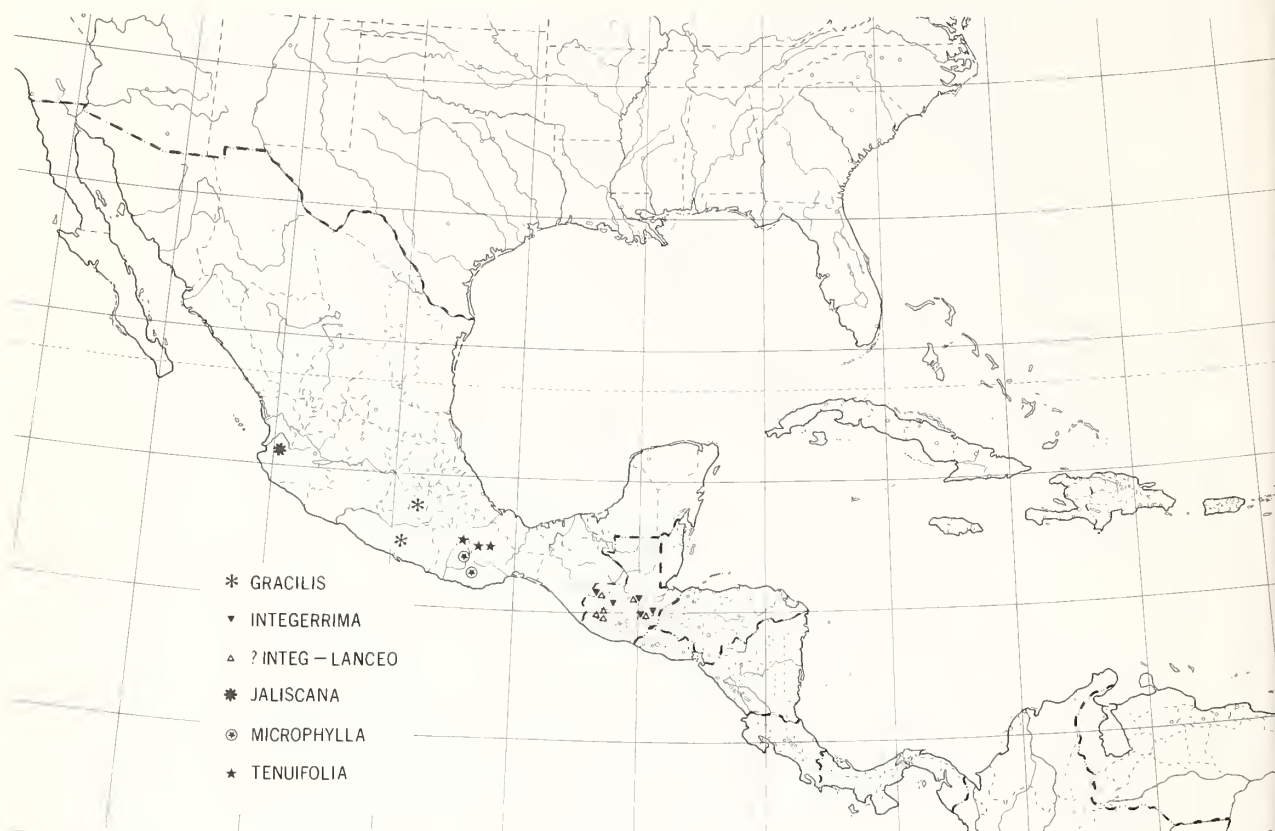 GRACILIS
INTEGERRIMA
? INTEG — LANCEO
JALISCANA
MICROPHYLLA
TENUIFOLIA